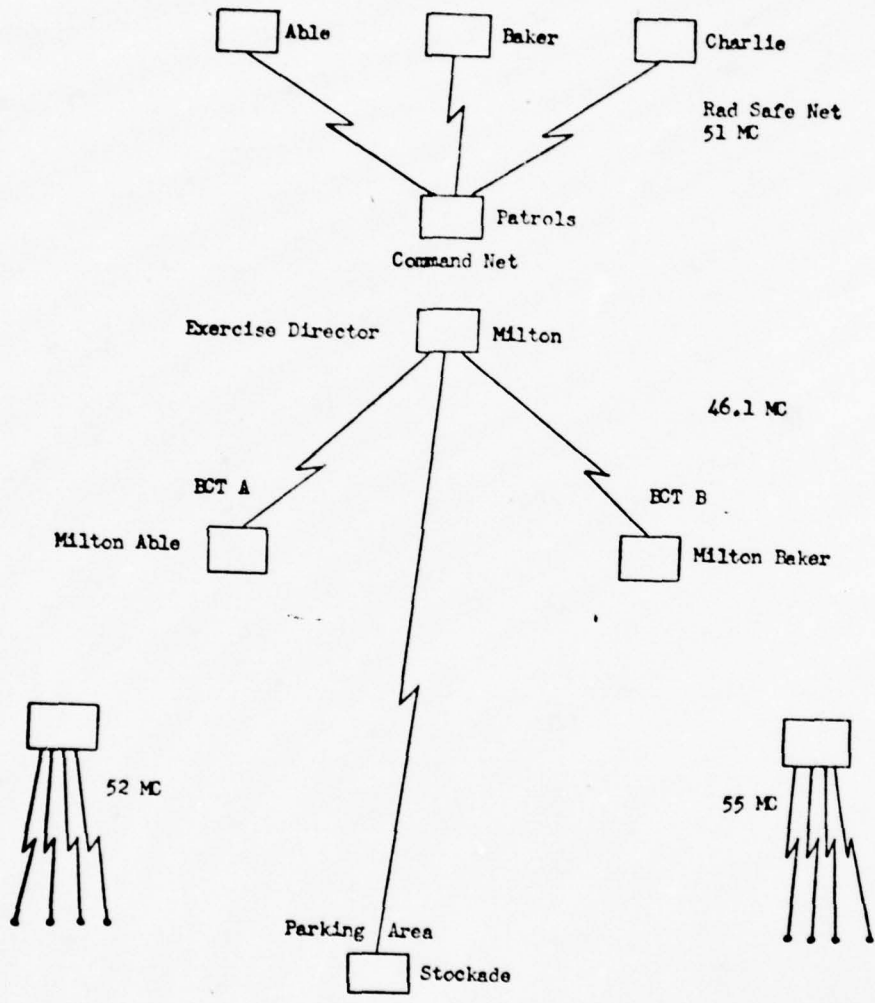 Able
Baker
Charlie
Rad Safe Net
51 MC
Patrols
Command Net
Exercise Director
Milton
46.1 MC
BCT A
BCT B
Milton Able
Milton Baker
52 MC
55 MC
Parking Area
Stockade